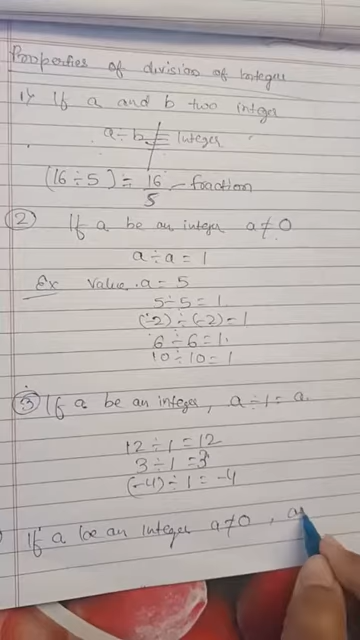 Properties of division of Integer
1) If a and b two integer
a ÷ b ≠ Integer
(16 ÷ 5) = 16/5 - fraction
(2) If a be an integer a ≠ 0
a ÷ a = 1
Ex value . a = 5
5 ÷ 5 = 1
(-2) ÷ (-2) = 1
6 ÷ 6 = 1.
10 ÷ 10 = 1
(3) If a be an integer, a ÷ 1 = a.
12 ÷ 1 = 12
3 ÷ 1 = 3
(-4) ÷ 1 = -4
If a be an integer a ≠ 0 ,